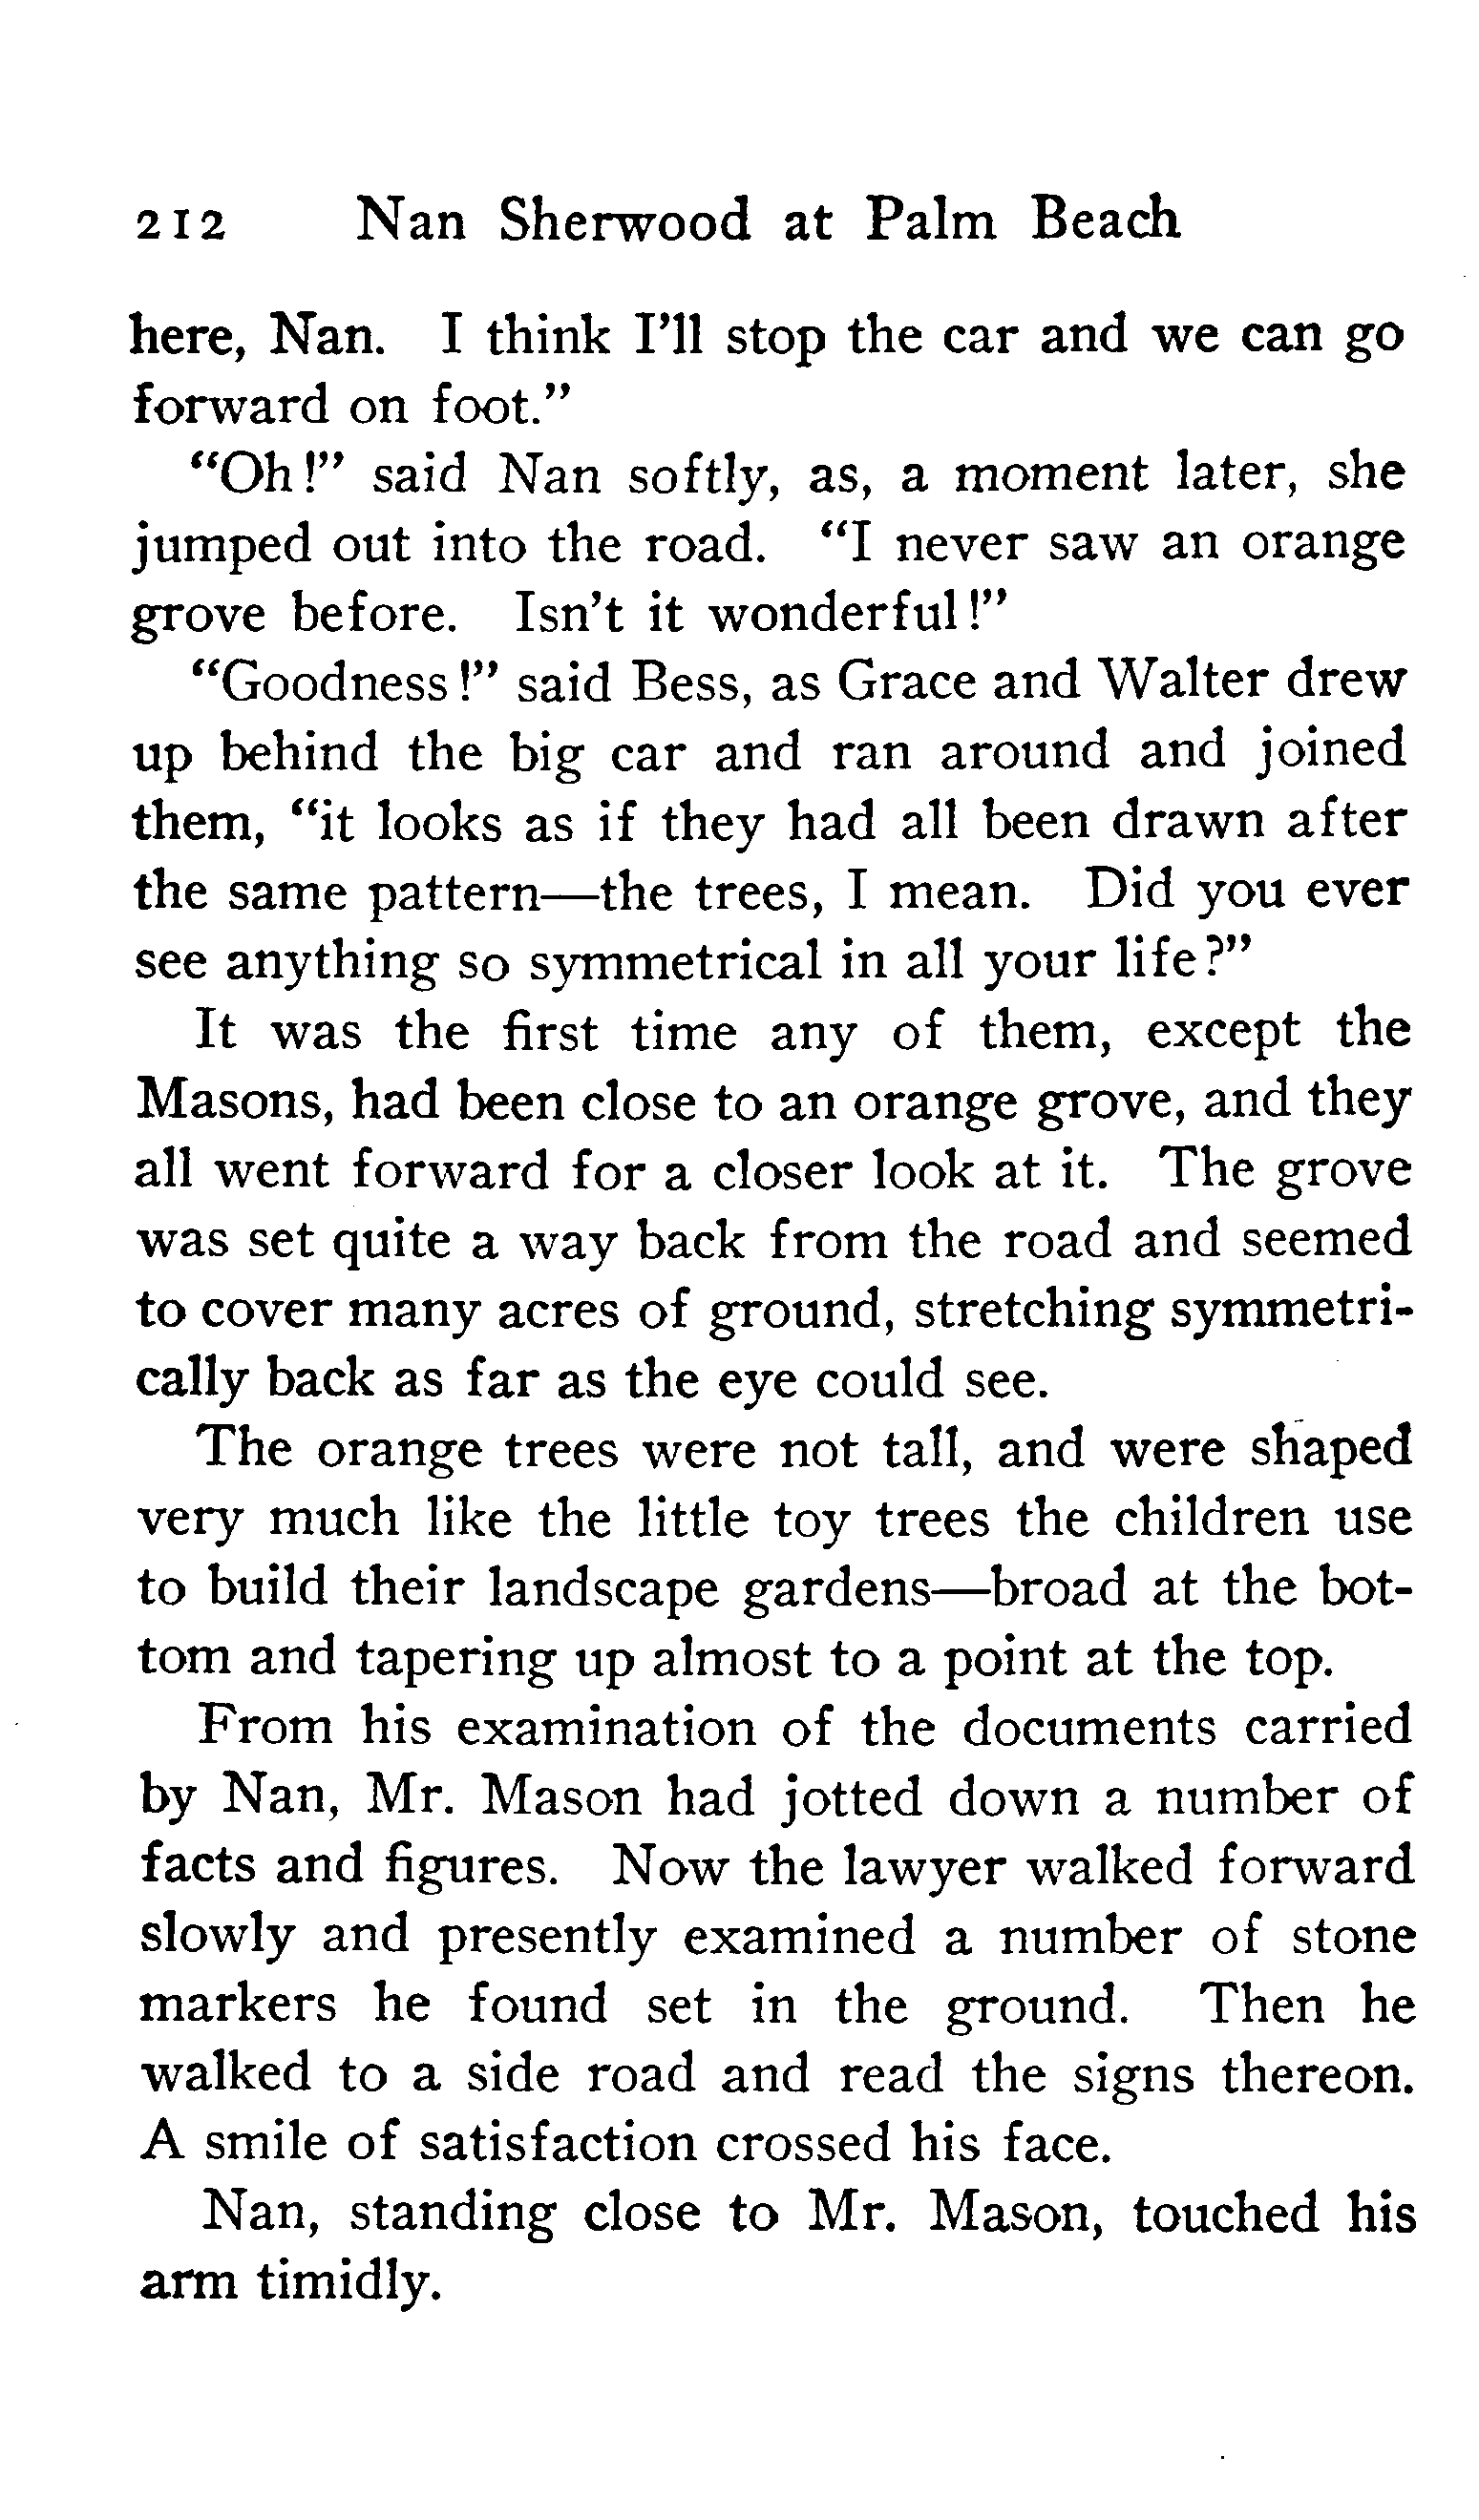 212 Nan Sherwood at Palm Beach
here, Nan. I think I'll stop the car and we can go
forward on foot."
"Oh!" said Nan softly, as, a moment later, she
jumped out into the road. "I never saw an orange
grove before. Isn't it wonderful!"
"Goodness!" said Bess, as Grace and Walter drew
up behind the big car and ran around and joined
them, "it looks as if they had all been drawn after
the same pattern—the trees, I mean. Did you ever
see anything so symmetrical in all your life?"
It was the first time any of them, except the
Masons, had been close to an orange grove, and they
all went forward for a closer look at it. The grove
was set quite a way back from the road and seemed
to cover many acres of ground, stretching symmetri-
cally back as far as the eye could see.
The orange trees were not tall, and were shaped
very much like the little toy trees the children use
to build their landscape gardens—broad at the bot-
tom and tapering up almost to a point at the top.
From his examination of the documents carried
by Nan, Mr. Mason had jotted down a number of
facts and figures. Now the lawyer walked forward
slowly and presently examined a number of stone
markers he found set in the ground. Then he
walked to a side road and read the signs thereon.
A smile of satisfaction crossed his face.
Nan, standing close to Mr. Mason, touched his
arm timidly.